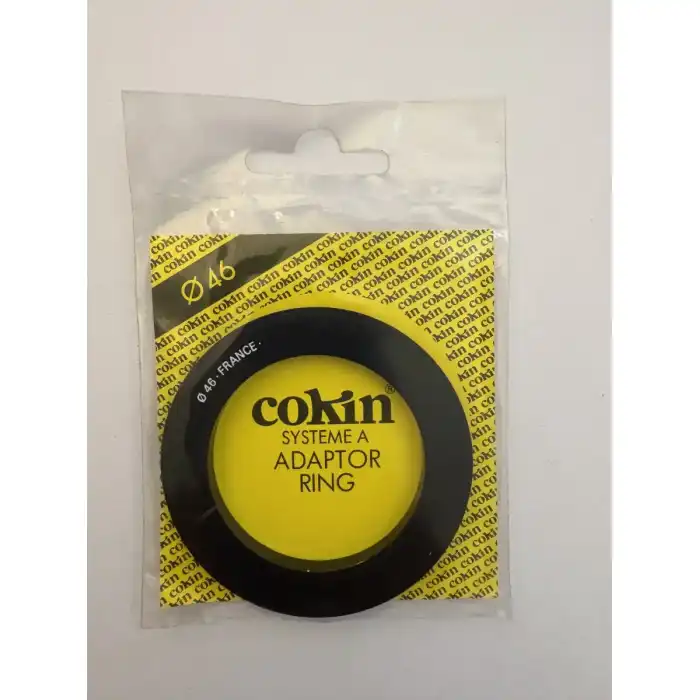 Ø 46
Ø 46 · FRANCE ·
cokin®
SYSTEME A
ADAPTOR
RING